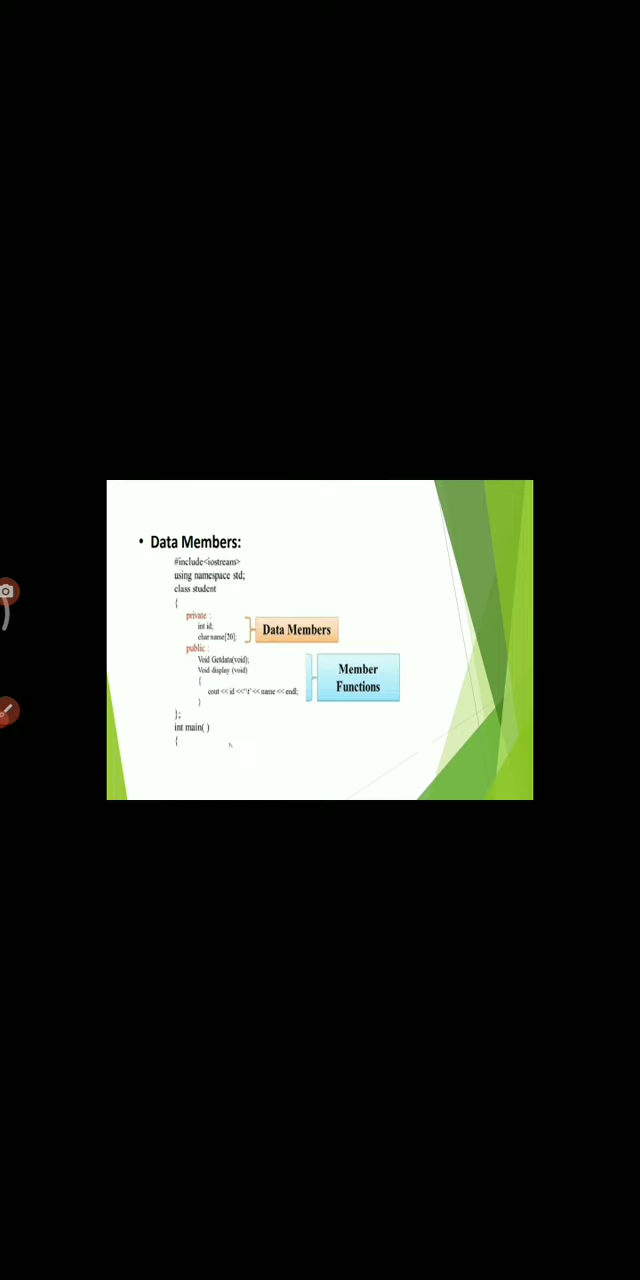 • Data Members:
#include<iostream>
using namespace std;
class student
{
private :
int id;
char name[20];
Data Members
public :
Void Getdata(void);
Void display (void)
{
cout << id <<'\t' << name << endl;
}
Member
Functions
};
int main( )
{